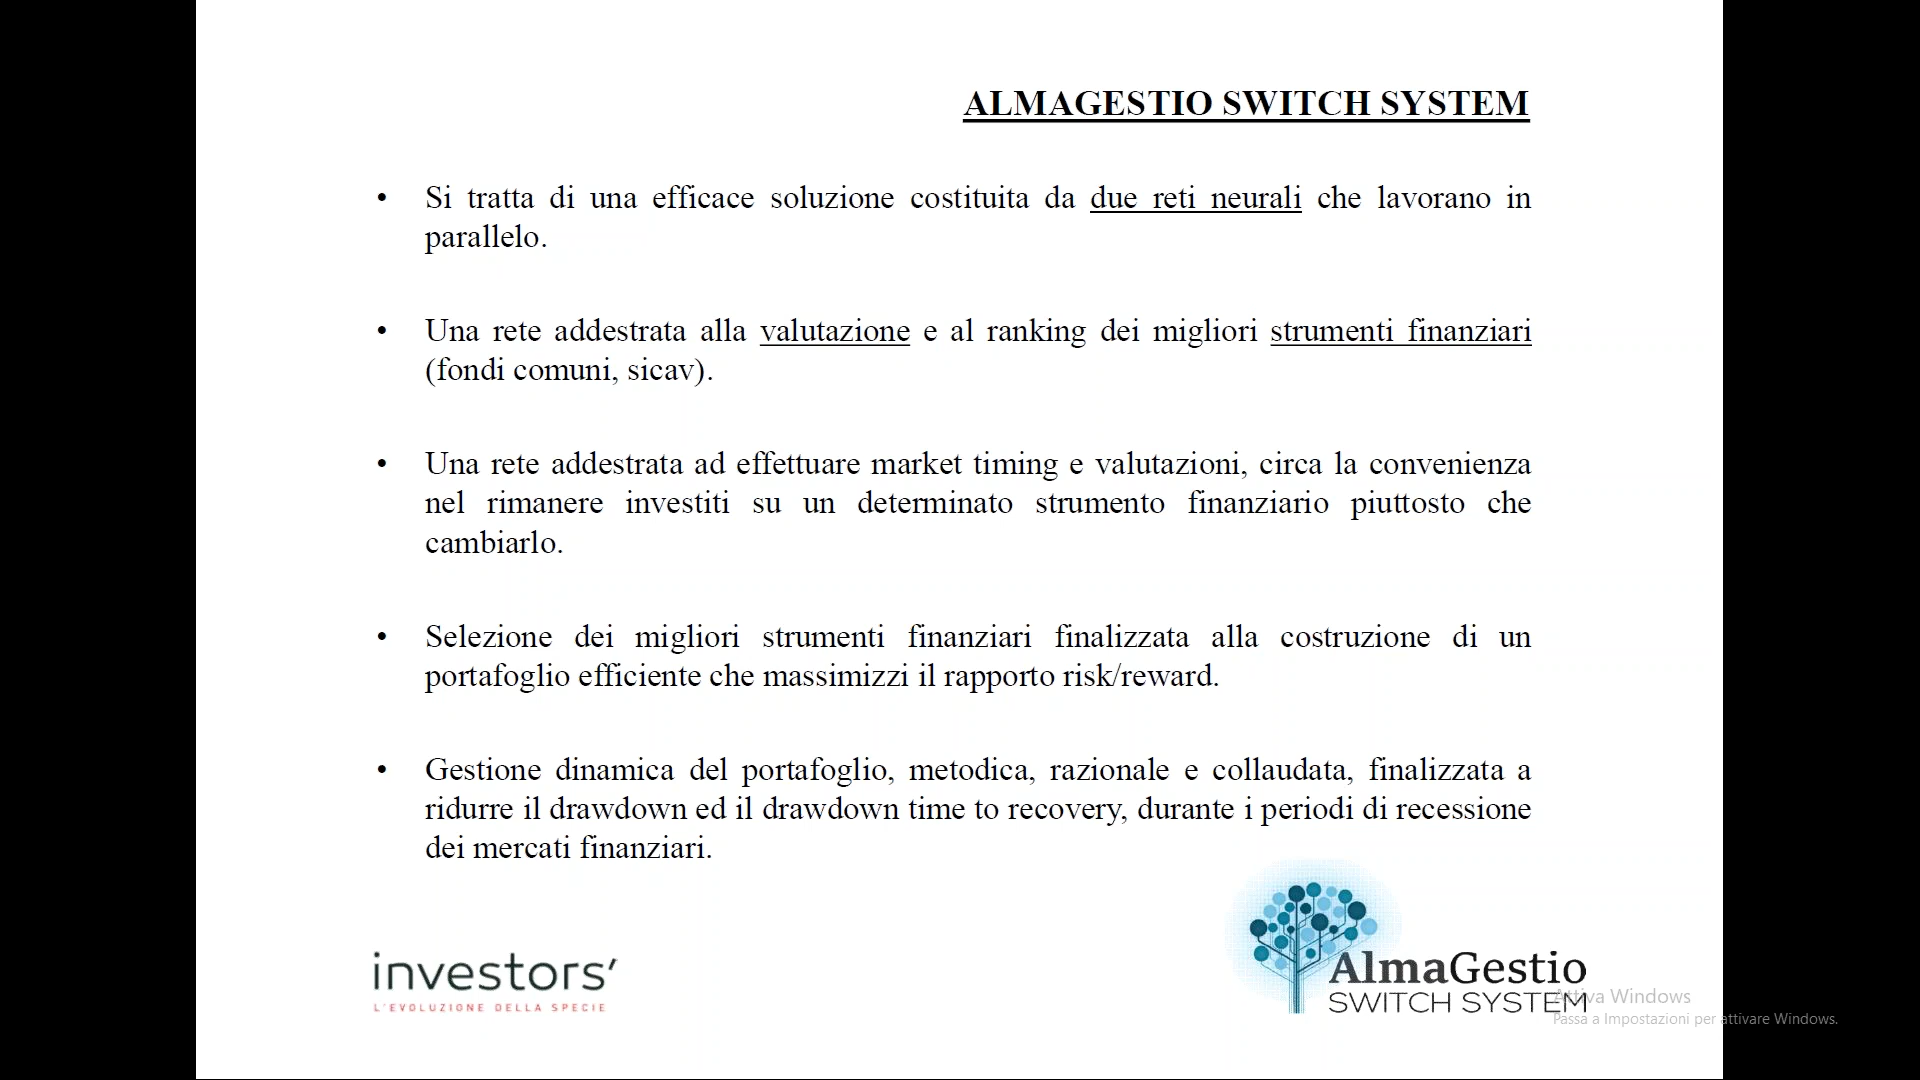 ALMAGESTIO SWITCH SYSTEM
• Si tratta di una efficace soluzione costituita da due reti neurali che lavorano in
parallelo.
• Una rete addestrata alla valutazione e al ranking dei migliori strumenti finanziari
(fondi comuni, sicav).
• Una rete addestrata ad effettuare market timing e valutazioni, circa la convenienza
nel rimanere investiti su un determinato strumento finanziario piuttosto che
cambiarlo.
• Selezione dei migliori strumenti finanziari finalizzata alla costruzione di un
portafoglio efficiente che massimizzi il rapporto risk/reward.
• Gestione dinamica del portafoglio, metodica, razionale e collaudata, finalizzata a
ridurre il drawdown ed il drawdown time to recovery, durante i periodi di recessione
dei mercati finanziari.
investors'
L'EVOLUZIONE DELLA SPECIE
AlmaGestio
SWITCH SYSTEM
Attiva Windows
Passa a Impostazioni per attivare Windows.